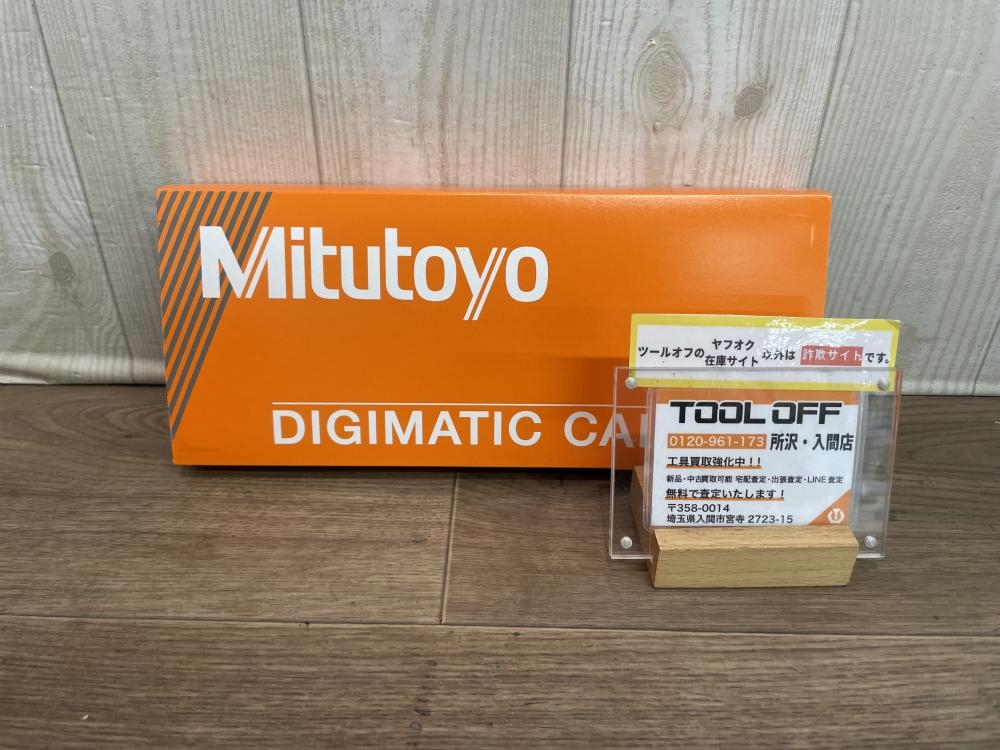 Mitutoyo
DIGIMATIC CA
ツールオフの ヤフオク 在庫サイト 以外は 詐欺サイト です。
TOOL OFF
0120-961-173 所沢・入間店
工具買取強化中！！
新品・中古買取可能 宅配査定・出張査定・LINE査定
無料で査定いたします！
〒358-0014
埼玉県入間市宮寺 2723-15